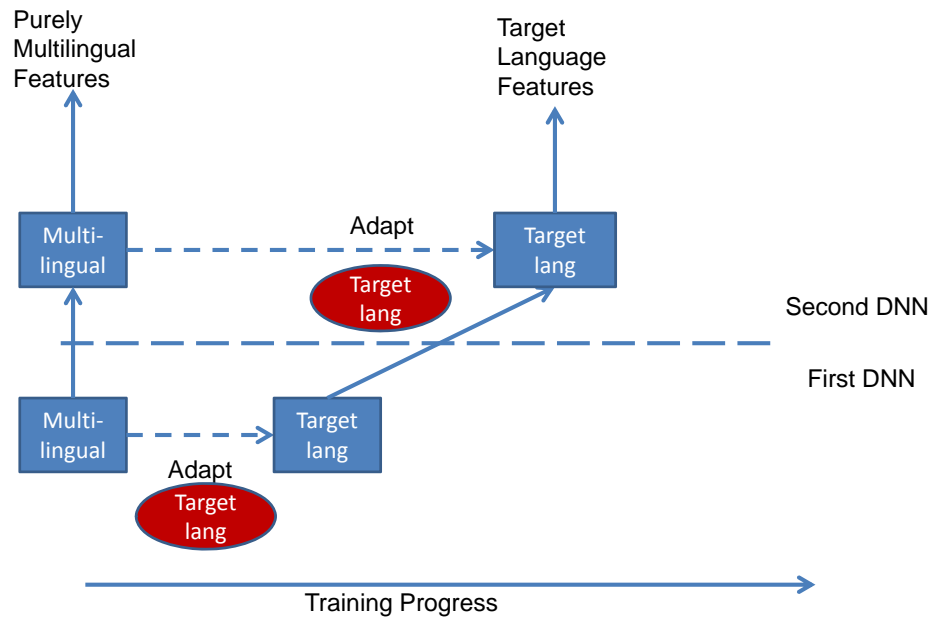 Purely
Multilingual
Features
Target
Language
Features
Multi-
lingual
Adapt
Target
lang
Target
lang
Second DNN
First DNN
Multi-
lingual
Target
lang
Adapt
Target
lang
Training Progress